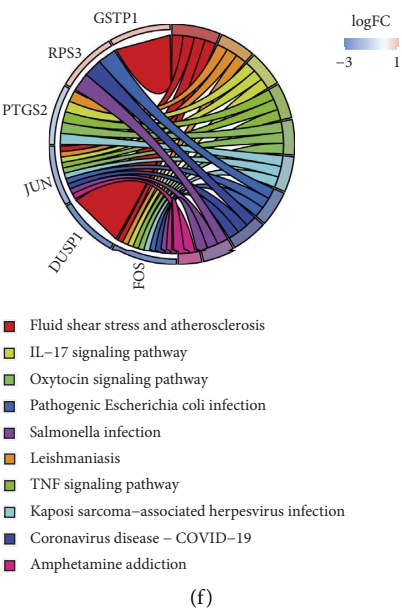 GSTP1
RPS3
PTGS2
JUN
DUSP1
FOS
logFC
−3 1
Fluid shear stress and atherosclerosis
IL−17 signaling pathway
Oxytocin signaling pathway
Pathogenic Escherichia coli infection
Salmonella infection
Leishmaniasis
TNF signaling pathway
Kaposi sarcoma−associated herpesvirus infection
Coronavirus disease − COVID−19
Amphetamine addiction
(f)